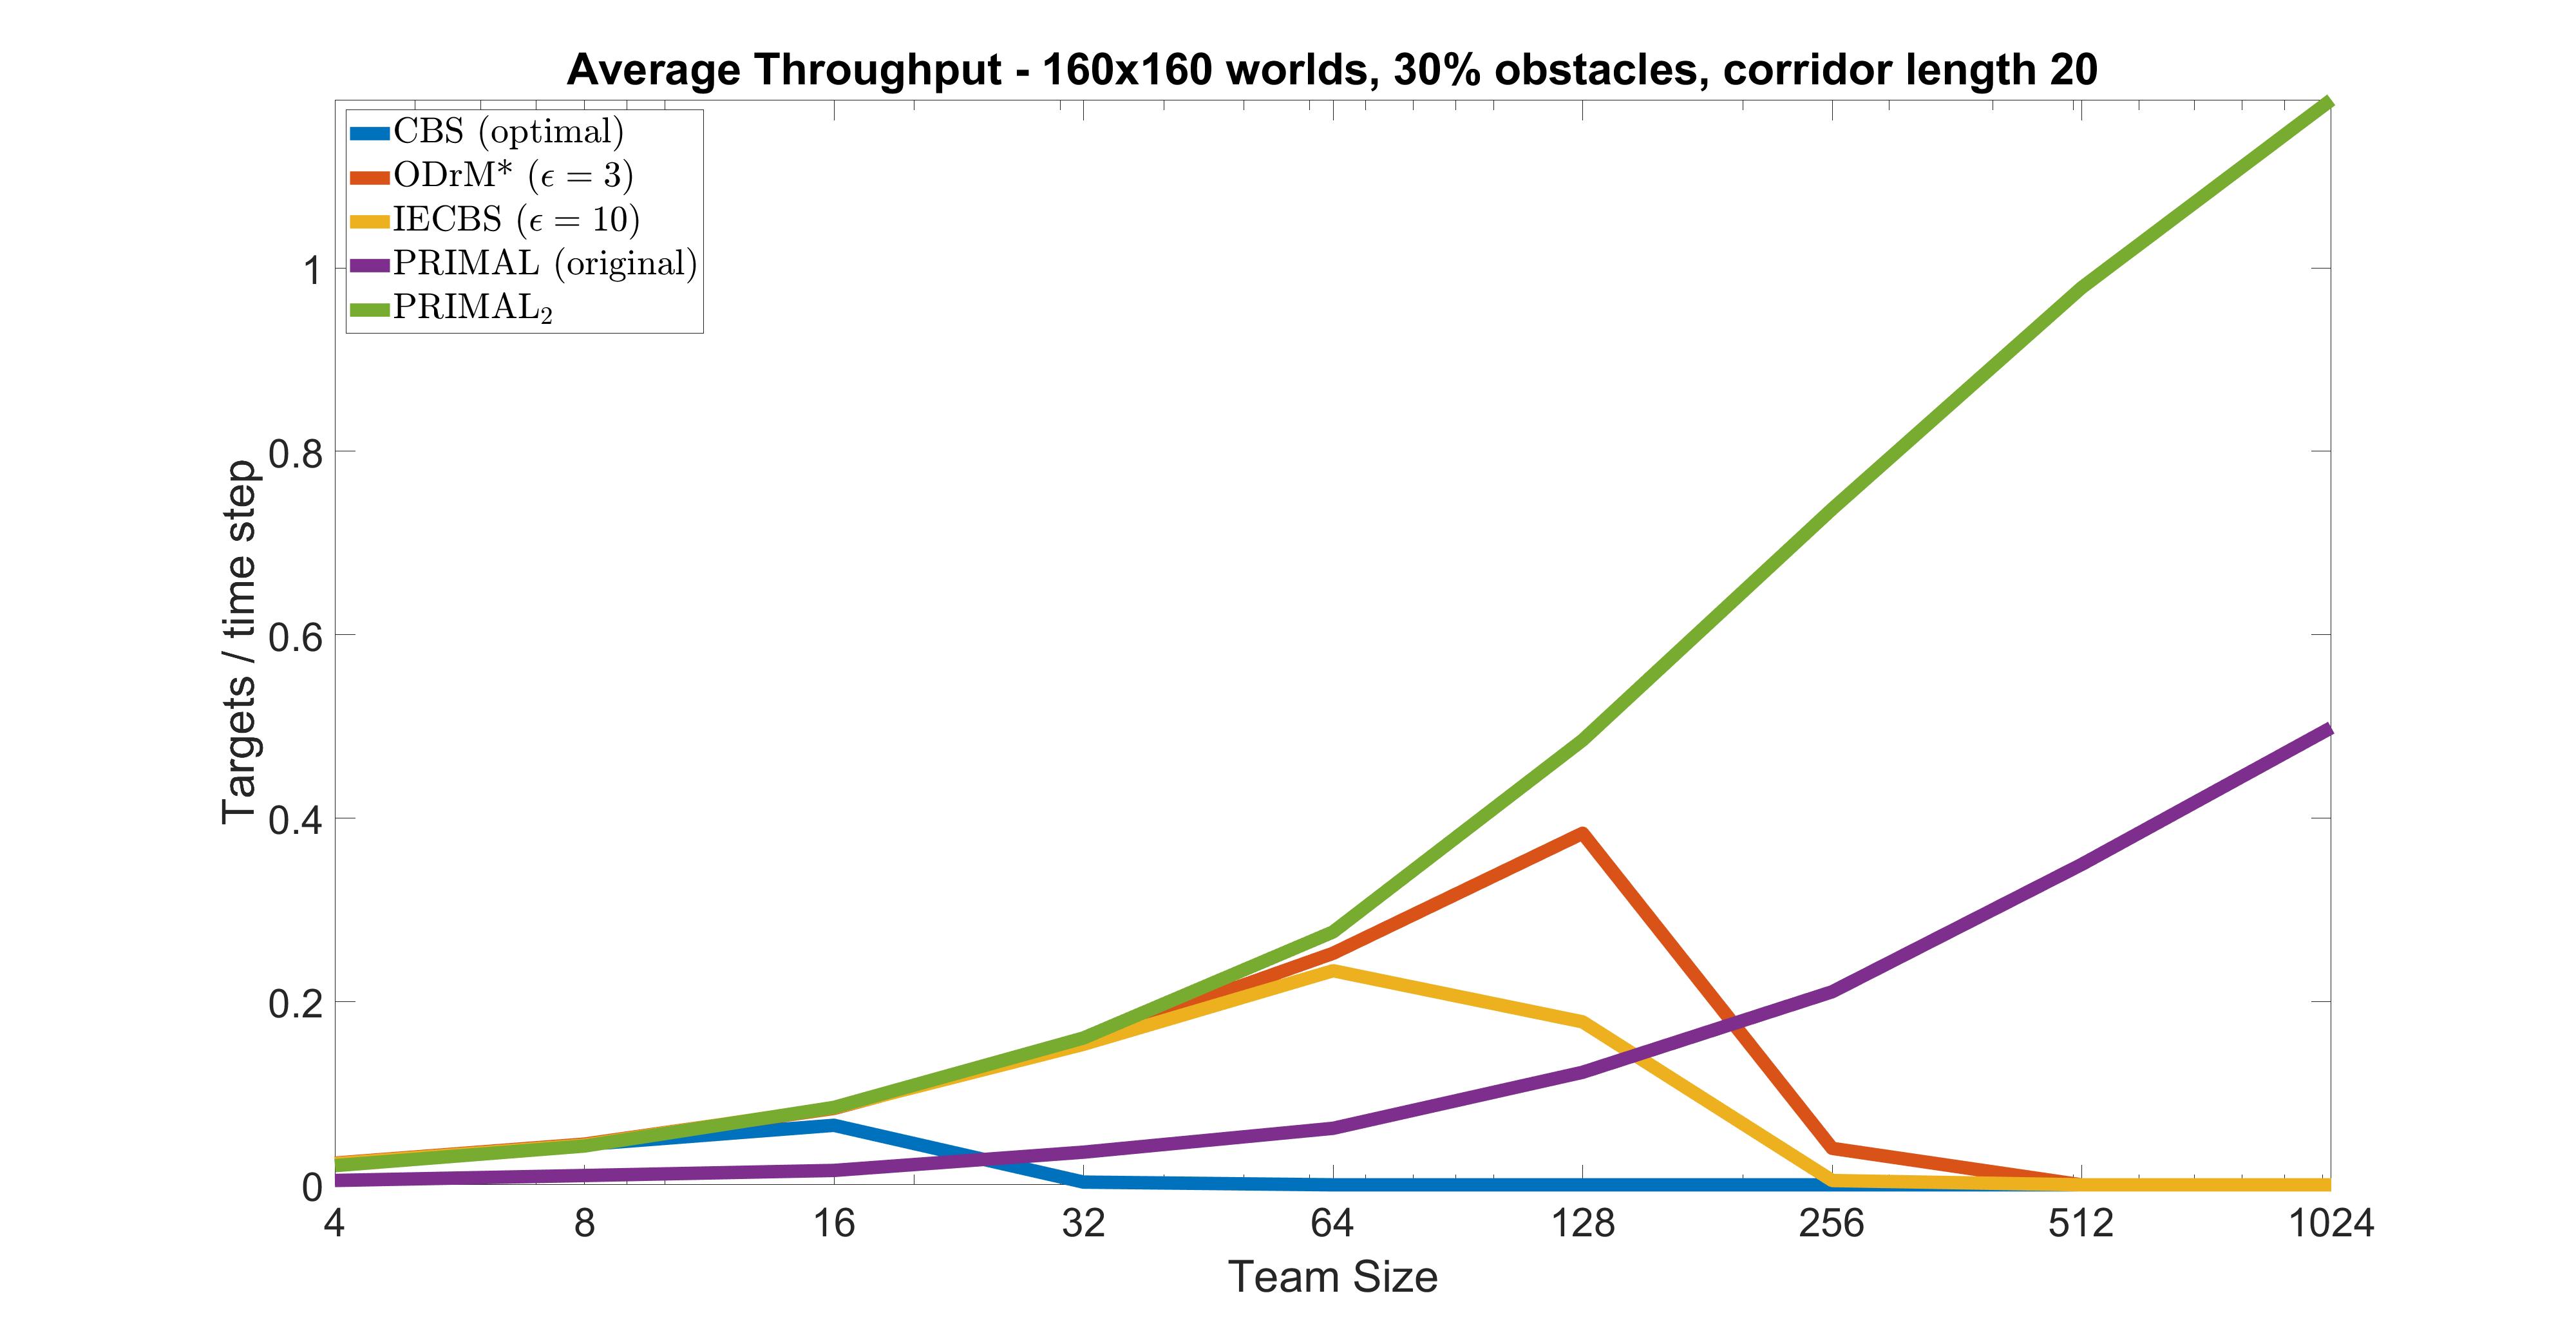 Average Throughput - 160x160 worlds, 30% obstacles, corridor length 20
CBS (optimal)
ODrM* (ϵ = 3)
IECBS (ϵ = 10)
PRIMAL (original)
PRIMAL₂
Targets / time step
1
0.8
0.6
0.4
0.2
0
4 8 16 32 64 128 256 512 1024
Team Size